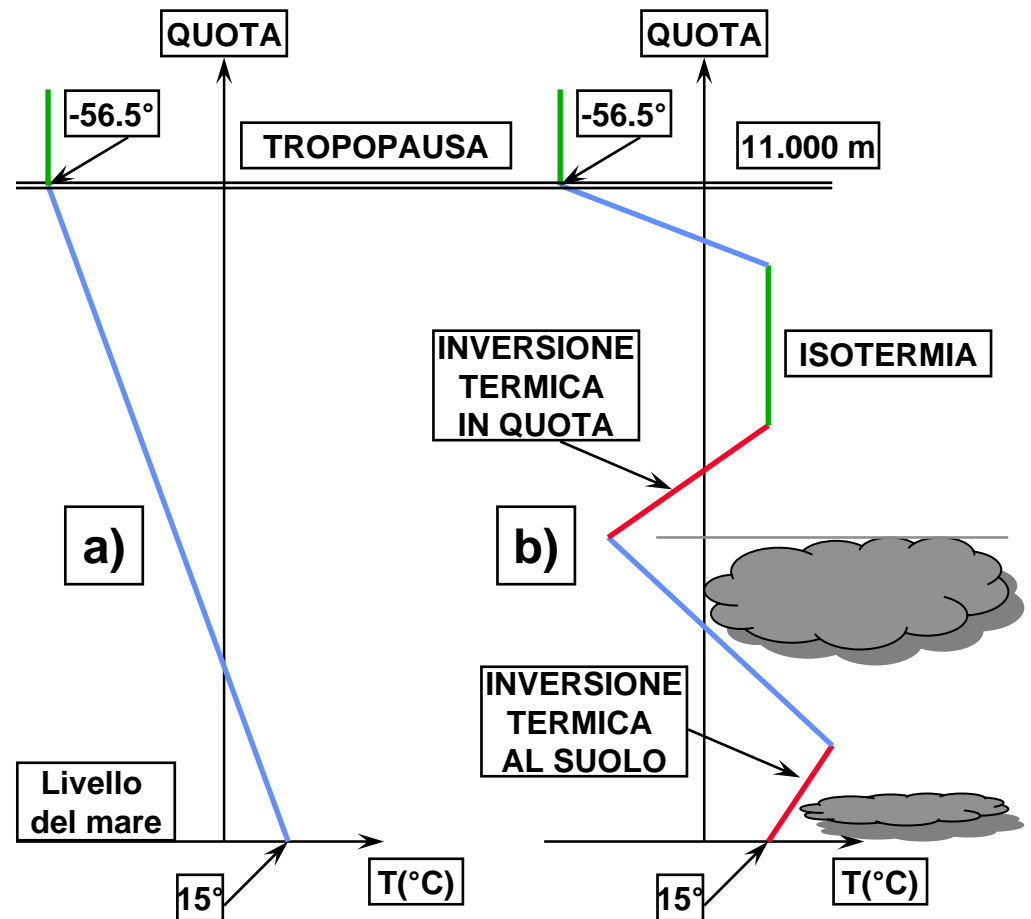 QUOTA
QUOTA
-56.5°
-56.5°
TROPOPAUSA
11.000 m
INVERSIONE
TERMICA
IN QUOTA
ISOTERMIA
a)
b)
INVERSIONE
TERMICA
AL SUOLO
Livello
del mare
15°
T(°C)
15°
T(°C)